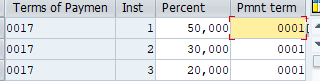 Terms of Paymen Inst Percent Pmnt term
0017 1 50,000 0001
0017 2 30,000 0001
0017 3 20,000 0001